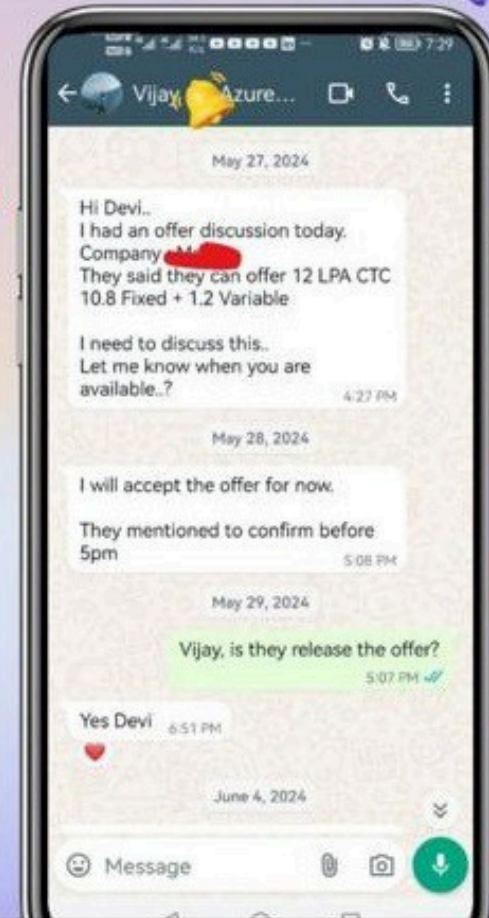 7:29
Vijay Azure...
May 27, 2024
Hi Devi..
I had an offer discussion today.
Company
They said they can offer 12 LPA CTC
10.8 Fixed + 1.2 Variable
I need to discuss this..
Let me know when you are
available..?
4:27 PM
May 28, 2024
I will accept the offer for now.
They mentioned to confirm before
5pm
5:08 PM
May 29, 2024
Vijay, is they release the offer?
5:07 PM
Yes Devi 6:51 PM
June 4, 2024
Message